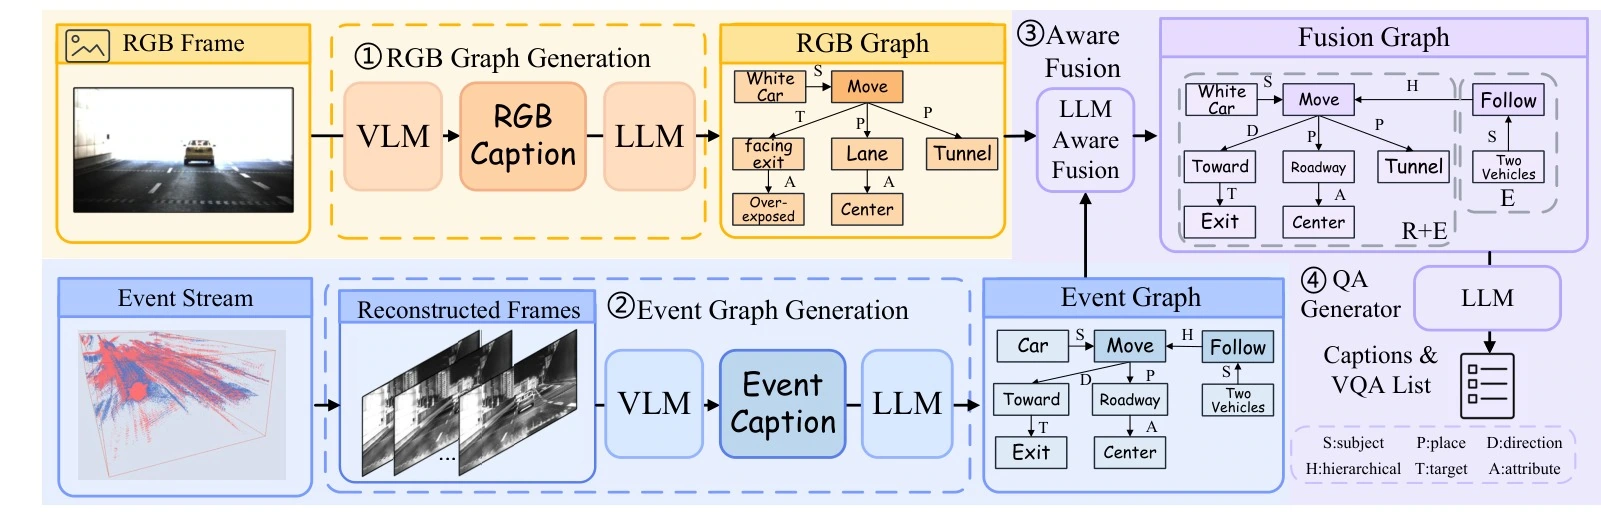 RGB Frame
①RGB Graph Generation
VLM
RGB
Caption
LLM
RGB Graph
White
Car
S
Move
T
P
P
facing
exit
Lane
Tunnel
A
A
Over-
exposed
Center
③Aware
Fusion
LLM
Aware
Fusion
Fusion Graph
White
Car
S
Move
H
Follow
D
P
P
S
Toward
Roadway
Tunnel
Two
Vehicles
T
A
E
Exit
Center
R+E
Event Stream
Reconstructed Frames
...
②Event Graph Generation
VLM
Event
Caption
LLM
Event Graph
Car
S
Move
H
Follow
D
P
S
Toward
Roadway
Two
Vehicles
T
A
Exit
Center
④QA
Generator
LLM
Captions &
VQA List
S:subject P:place D:direction
H:hierarchical T:target A:attribute